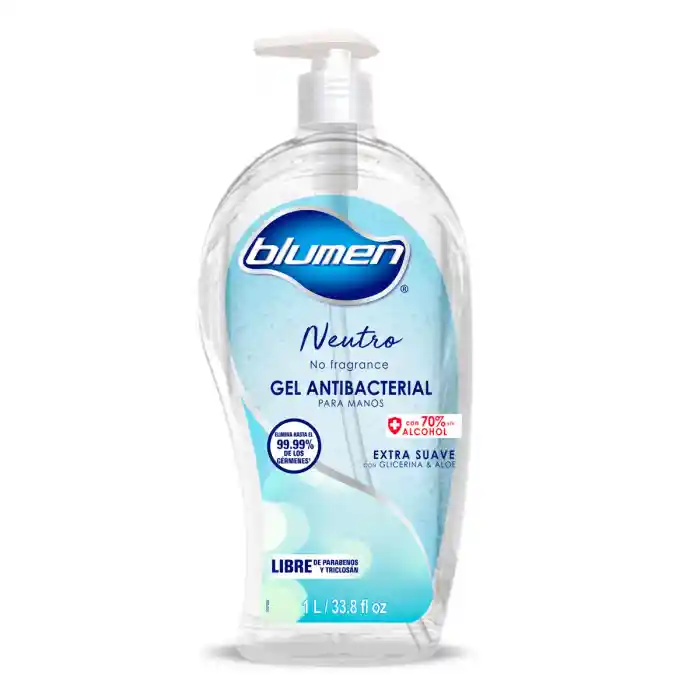 blumen
®
Neutro
No fragrance
GEL ANTIBACTERIAL
PARA MANOS
con 70% v/v
ALCOHOL
ELIMINA HASTA EL
99.99%
DE LOS
GÉRMENES
EXTRA SUAVE
con GLICERINA & ALOE
LIBRE DE PARABENOS
Y TRICLOSÁN
1 L / 33.8 fl oz